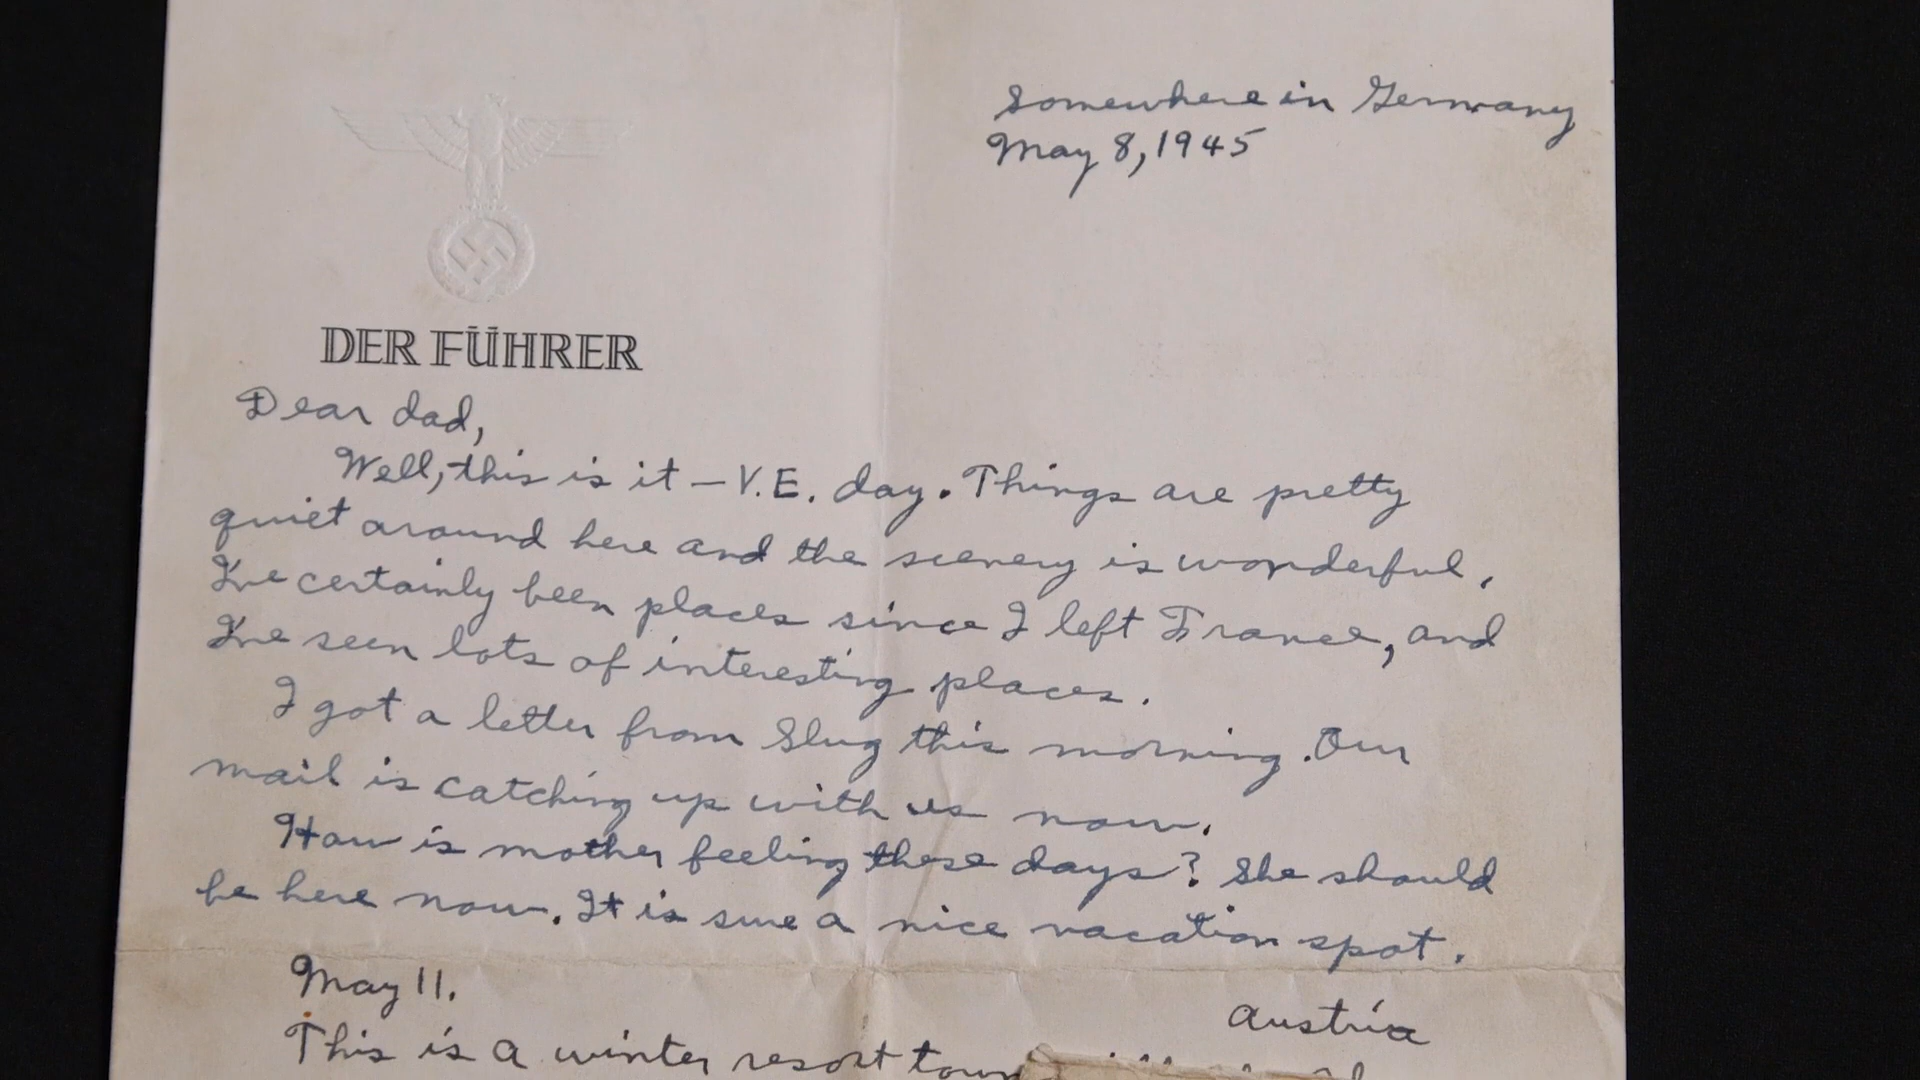 Somewhere in Germany
May 8, 1945
DER FÜHRER
Dear dad,
Well, this is it – V.E. day. Things are pretty
quiet around here and the scenery is wonderful.
I've certainly been places since I left France, and
I've seen lots of interesting places.
I got a letter from Slug this morning. Our
mail is catching up with us now.
How is mother feeling these days? She should
be here now. It is sure a nice vacation spot.
May 11.
Austria
This is a winter resort town